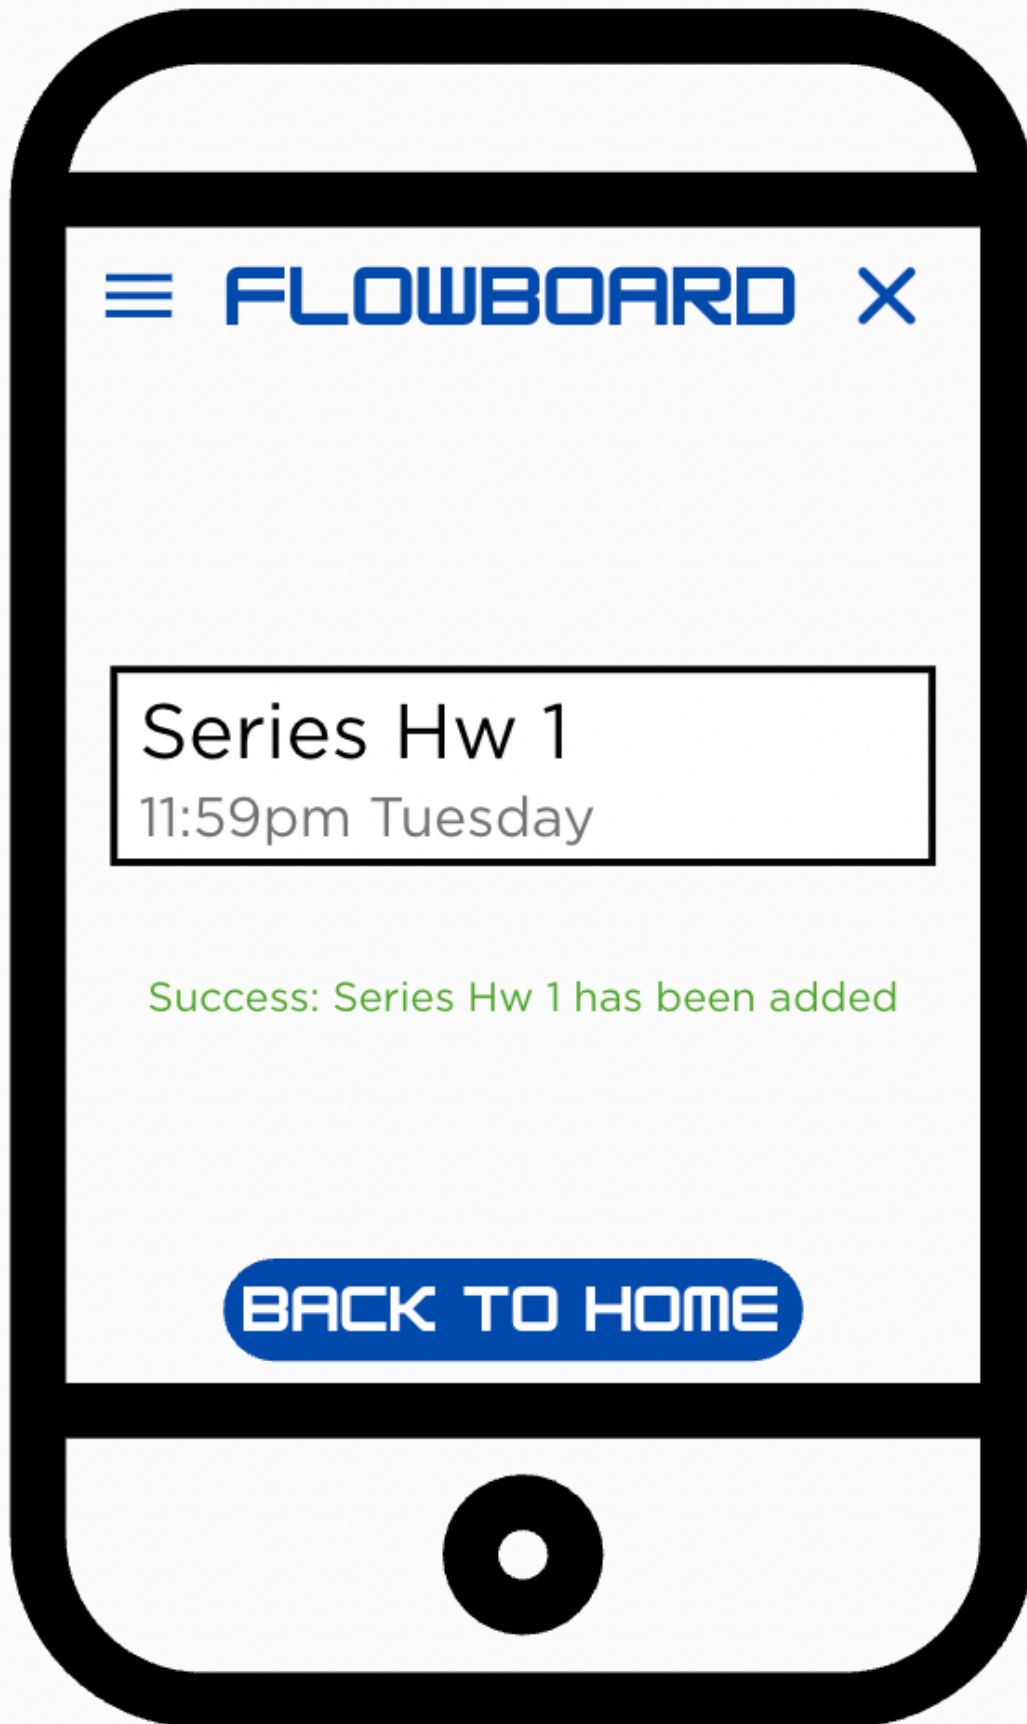 FLOWBOARD
Series Hw 1
11:59pm Tuesday
Success: Series Hw 1 has been added
BACK TO HOME